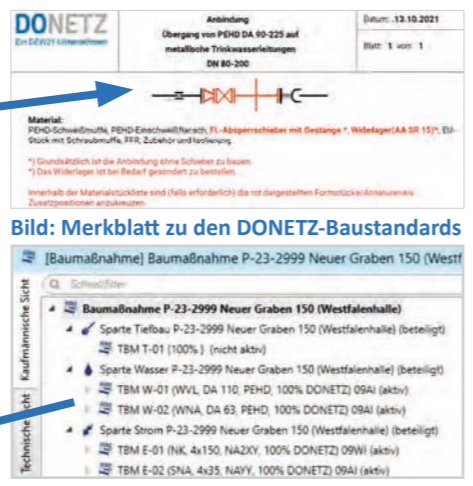 DONETZ
Ein DEW21-Unternehmen
Anbindung
Übergang von PEHD DA 90-225 auf
metallische Trinkwasserleitungen
DN 80-200
Datum: .13.10.2021
Blatt: 1 von: 1
Material:
PEHD-Schweißmuffe, PEHD-Einschweißflansch, FL-Absperrschieber mit Gestänge *, Widerlager(AA SR 15)*, EU-
Stück mit Schraubmuffe, FFR, Zubehör und Isolierung
*) Grundsätzlich ist die Anbindung ohne Schieber zu bauen.
*) Das Widerlager ist bei Bedarf gesondert zu bestellen.
Innerhalb der Materialstückliste sind (falls erforderlich) die rot dargestellten Formstücke/Armaturen als
Zusatzpositionen anzukreuzen.
Bild: Merkblatt zu den DONETZ-Baustandards
[Baumaßnahme] Baumaßnahme P-23-2999 Neuer Graben 150 (Westf
Kaufmännische Sicht
Technische Sicht
Schnellfilter
Baumaßnahme P-23-2999 Neuer Graben 150 (Westfalenhalle)
Sparte Tiefbau P-23-2999 Neuer Graben 150 (Westfalenhalle) (beteiligt)
TBM T-01 (100% ) (nicht aktiv)
Sparte Wasser P-23-2999 Neuer Graben 150 (Westfalenhalle) (beteiligt)
TBM W-01 (WVL, DA 110, PEHD, 100% DONETZ) 09AI (aktiv)
TBM W-02 (WNA, DA 63, PEHD, 100% DONETZ) 09AI (aktiv)
Sparte Strom P-23-2999 Neuer Graben 150 (Westfalenhalle) (beteiligt)
TBM E-01 (NK, 4x150, NA2XY, 100% DONETZ) 09WI (aktiv)
TBM E-02 (SNA, 4x35, NAYY, 100% DONETZ) 09AI (aktiv)